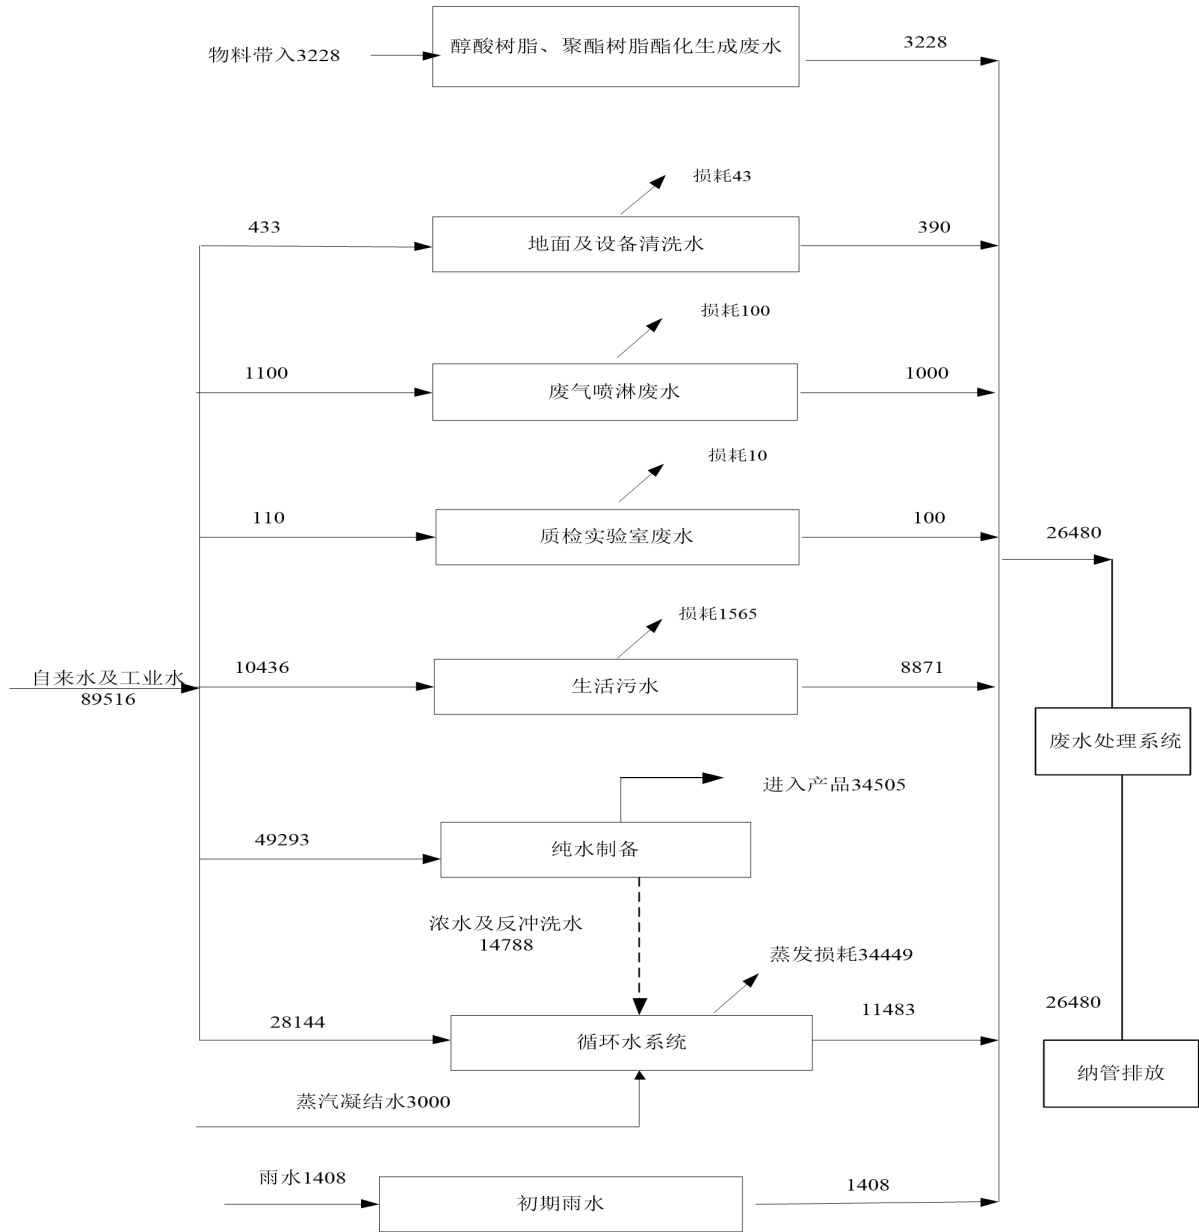 物料带入3228
醇酸树脂、聚酯树脂酯化生成废水
3228
损耗43
433
地面及设备清洗水
390
损耗100
1100
废气喷淋废水
1000
损耗10
110
质检实验室废水
100
26480
损耗1565
自来水及工业水
89516
10436
生活污水
8871
废水处理系统
进入产品34505
49293
纯水制备
浓水及反冲洗水
14788
蒸发损耗34449
28144
循环水系统
11483
26480
纳管排放
蒸汽凝结水3000
雨水1408
初期雨水
1408